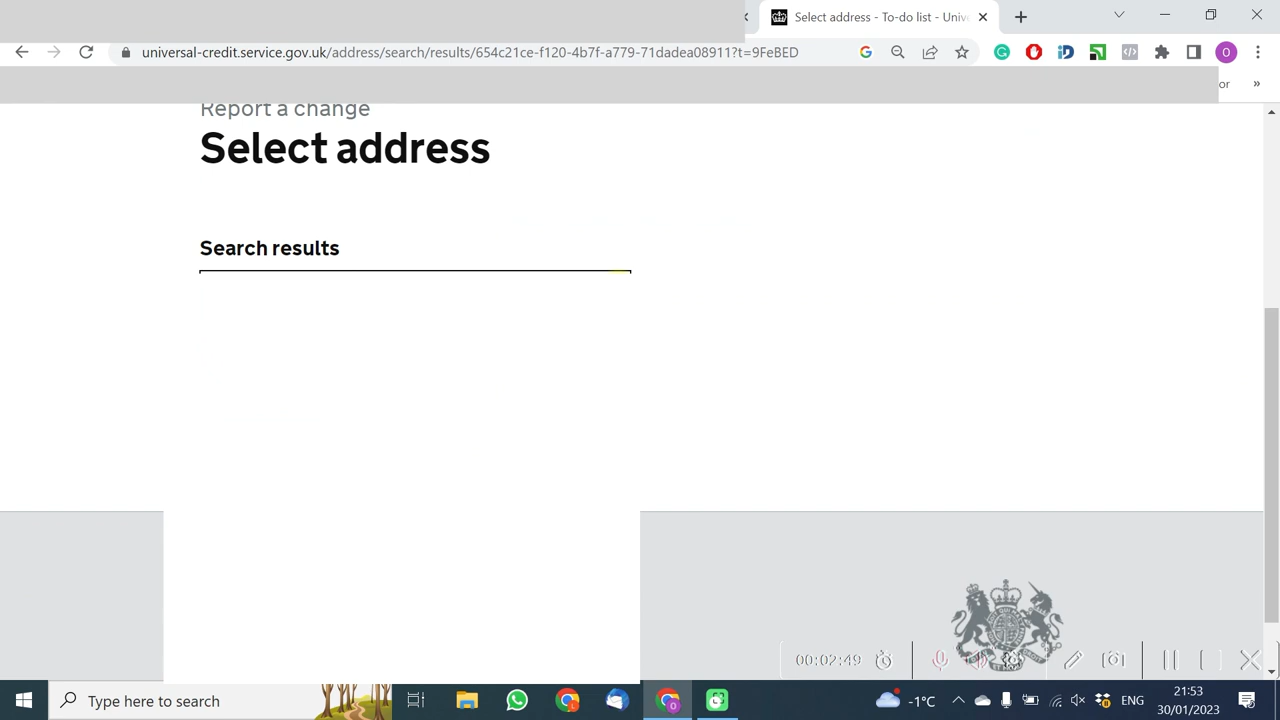 Select address - To-do list - Unive
universal-credit.service.gov.uk/address/search/results/654c21ce-f120-4b7f-a779-71dadea08911?t=9FeBED
or »
Report a change
Select address
Search results
00:02:49
Type here to search
-1°C
ENG
21:53
30/01/2023